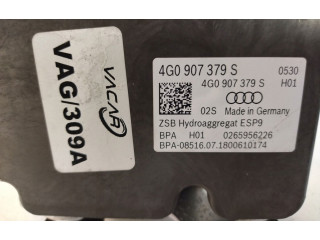 VAG/309A
VACAR
4G0 907 379 S 0530
4G0 907 379 S H01
02S Made in Germany
ZSB Hydroaggregat ESP9
BPA H01 0265956226
BPA-08516.07.1800610174